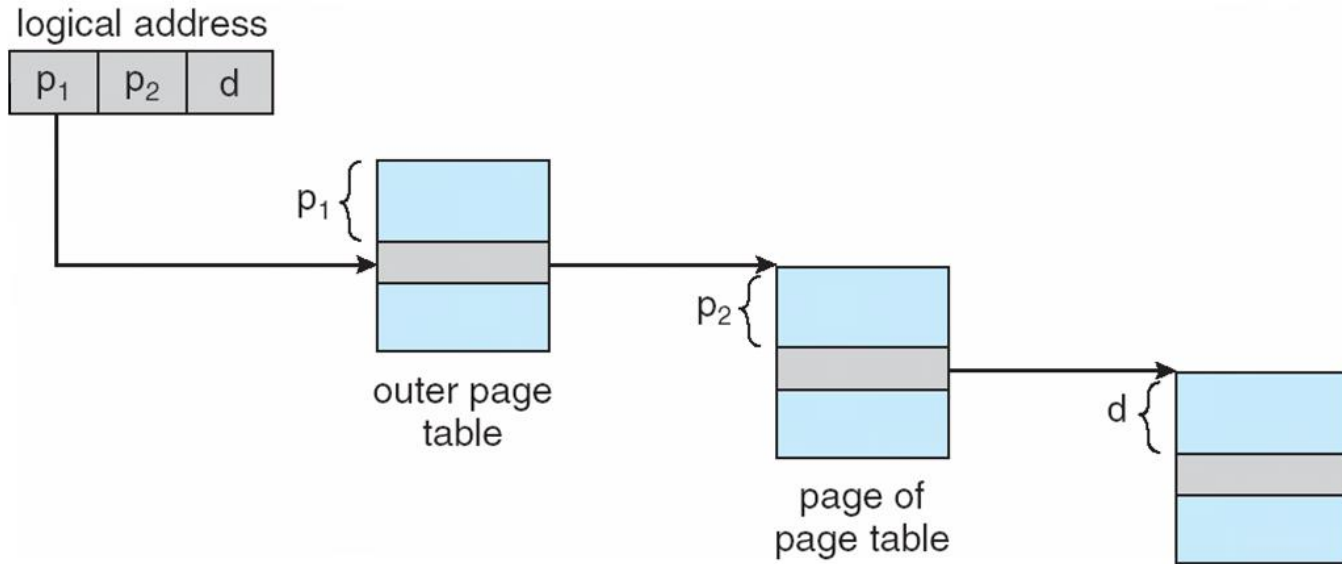 logical address
p₁ p₂ d
p₁
outer page
table
p₂
page of
page table
d